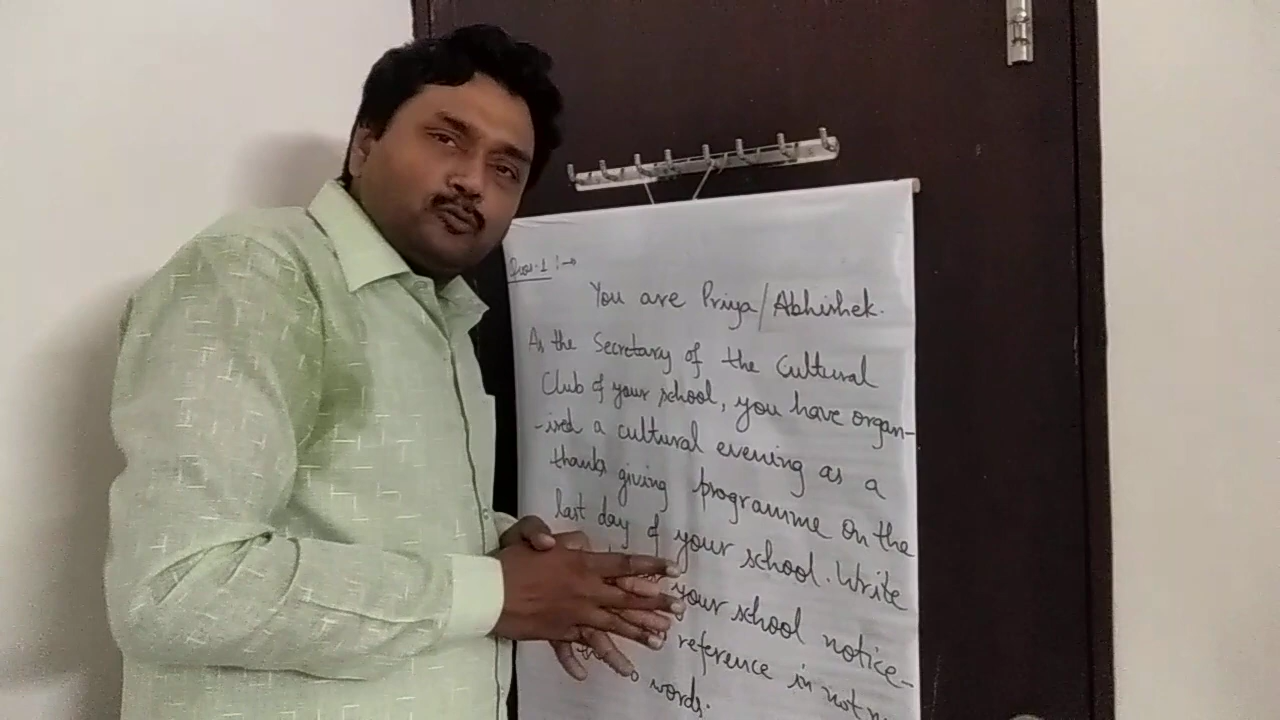 Ques-1 :→
You are Priya/Abhishek.
As the Secretary of the Cultural
Club of your school, you have organ-
-ised a cultural evening as a
thanks giving programme on the
last day of your school. Write
your school notice-
reference in not
words.